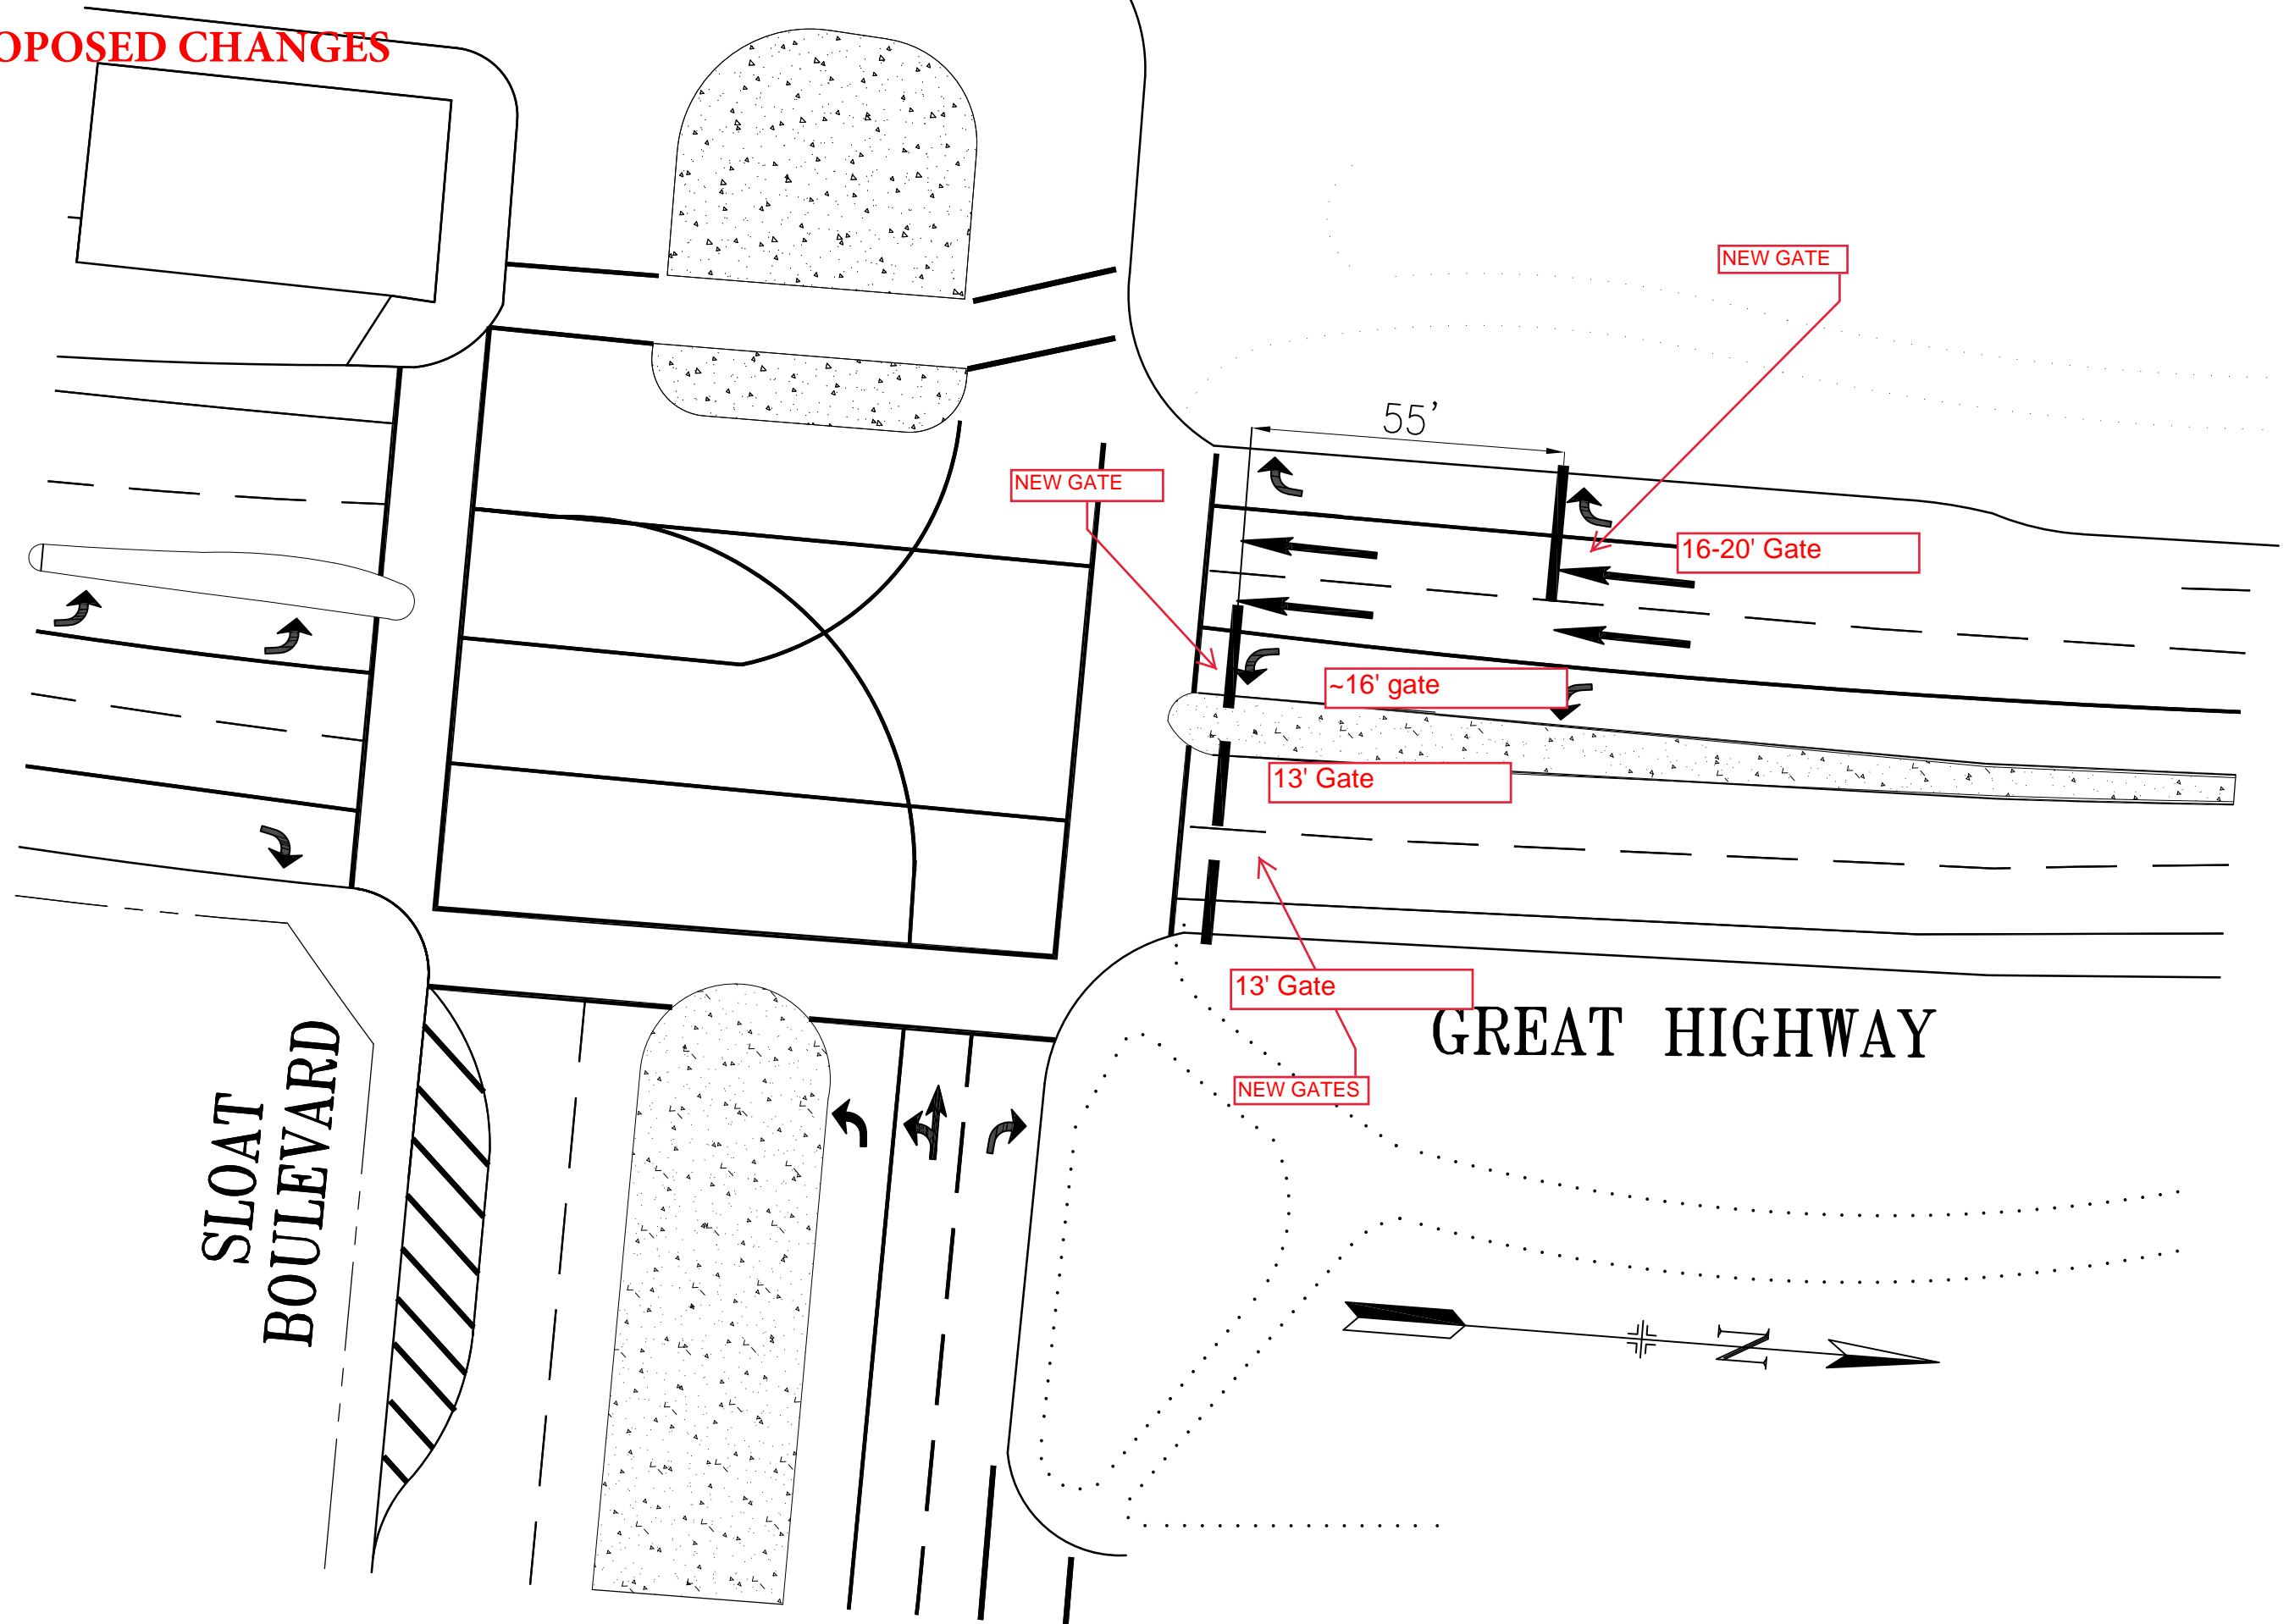 OPOSED CHANGES
NEW GATE
55'
NEW GATE
16-20' Gate
~16' gate
13' Gate
13' Gate
GREAT HIGHWAY
NEW GATES
SLOAT
BOULEVARD
N